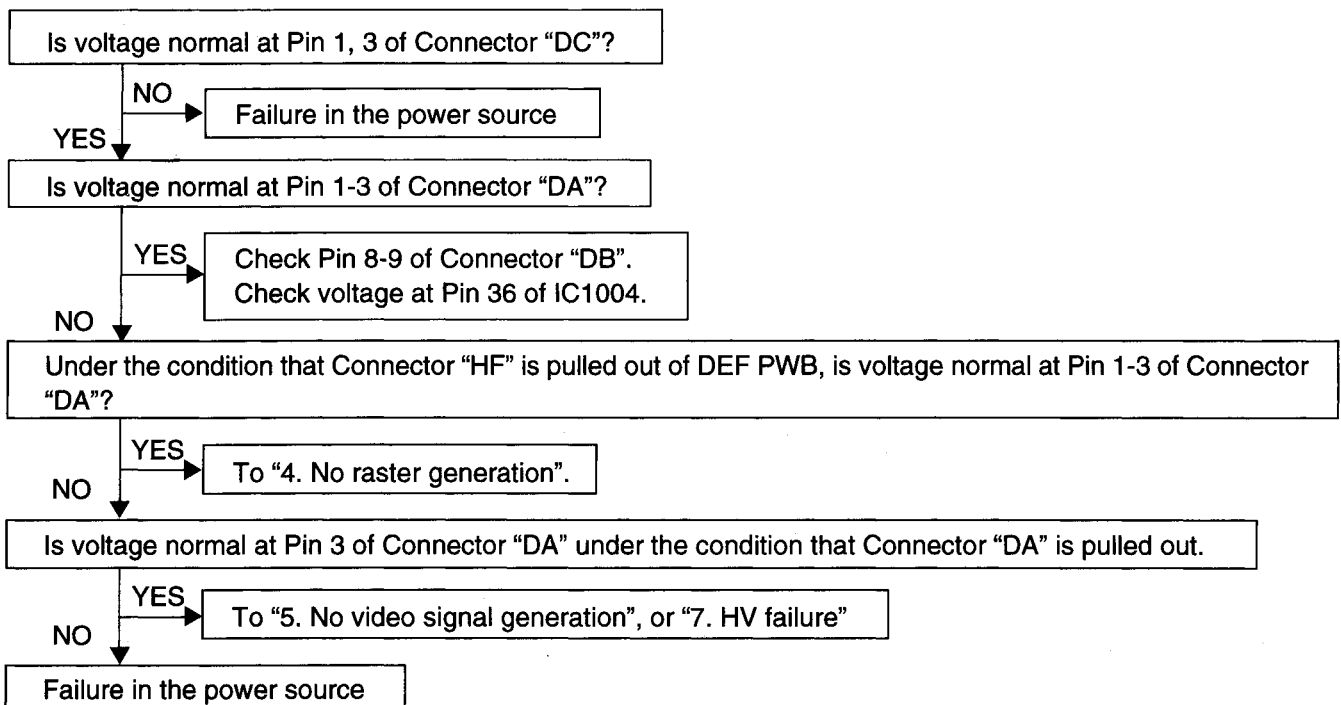 Is voltage normal at Pin 1, 3 of Connector “DC”?
NO
Failure in the power source
YES
Is voltage normal at Pin 1-3 of Connector “DA”?
YES
Check Pin 8-9 of Connector “DB”.
Check voltage at Pin 36 of IC1004.
NO
Under the condition that Connector “HF” is pulled out of DEF PWB, is voltage normal at Pin 1-3 of Connector
“DA”?
YES
To “4. No raster generation”.
NO
Is voltage normal at Pin 3 of Connector “DA” under the condition that Connector “DA” is pulled out.
YES
To “5. No video signal generation”, or “7. HV failure”
NO
Failure in the power source